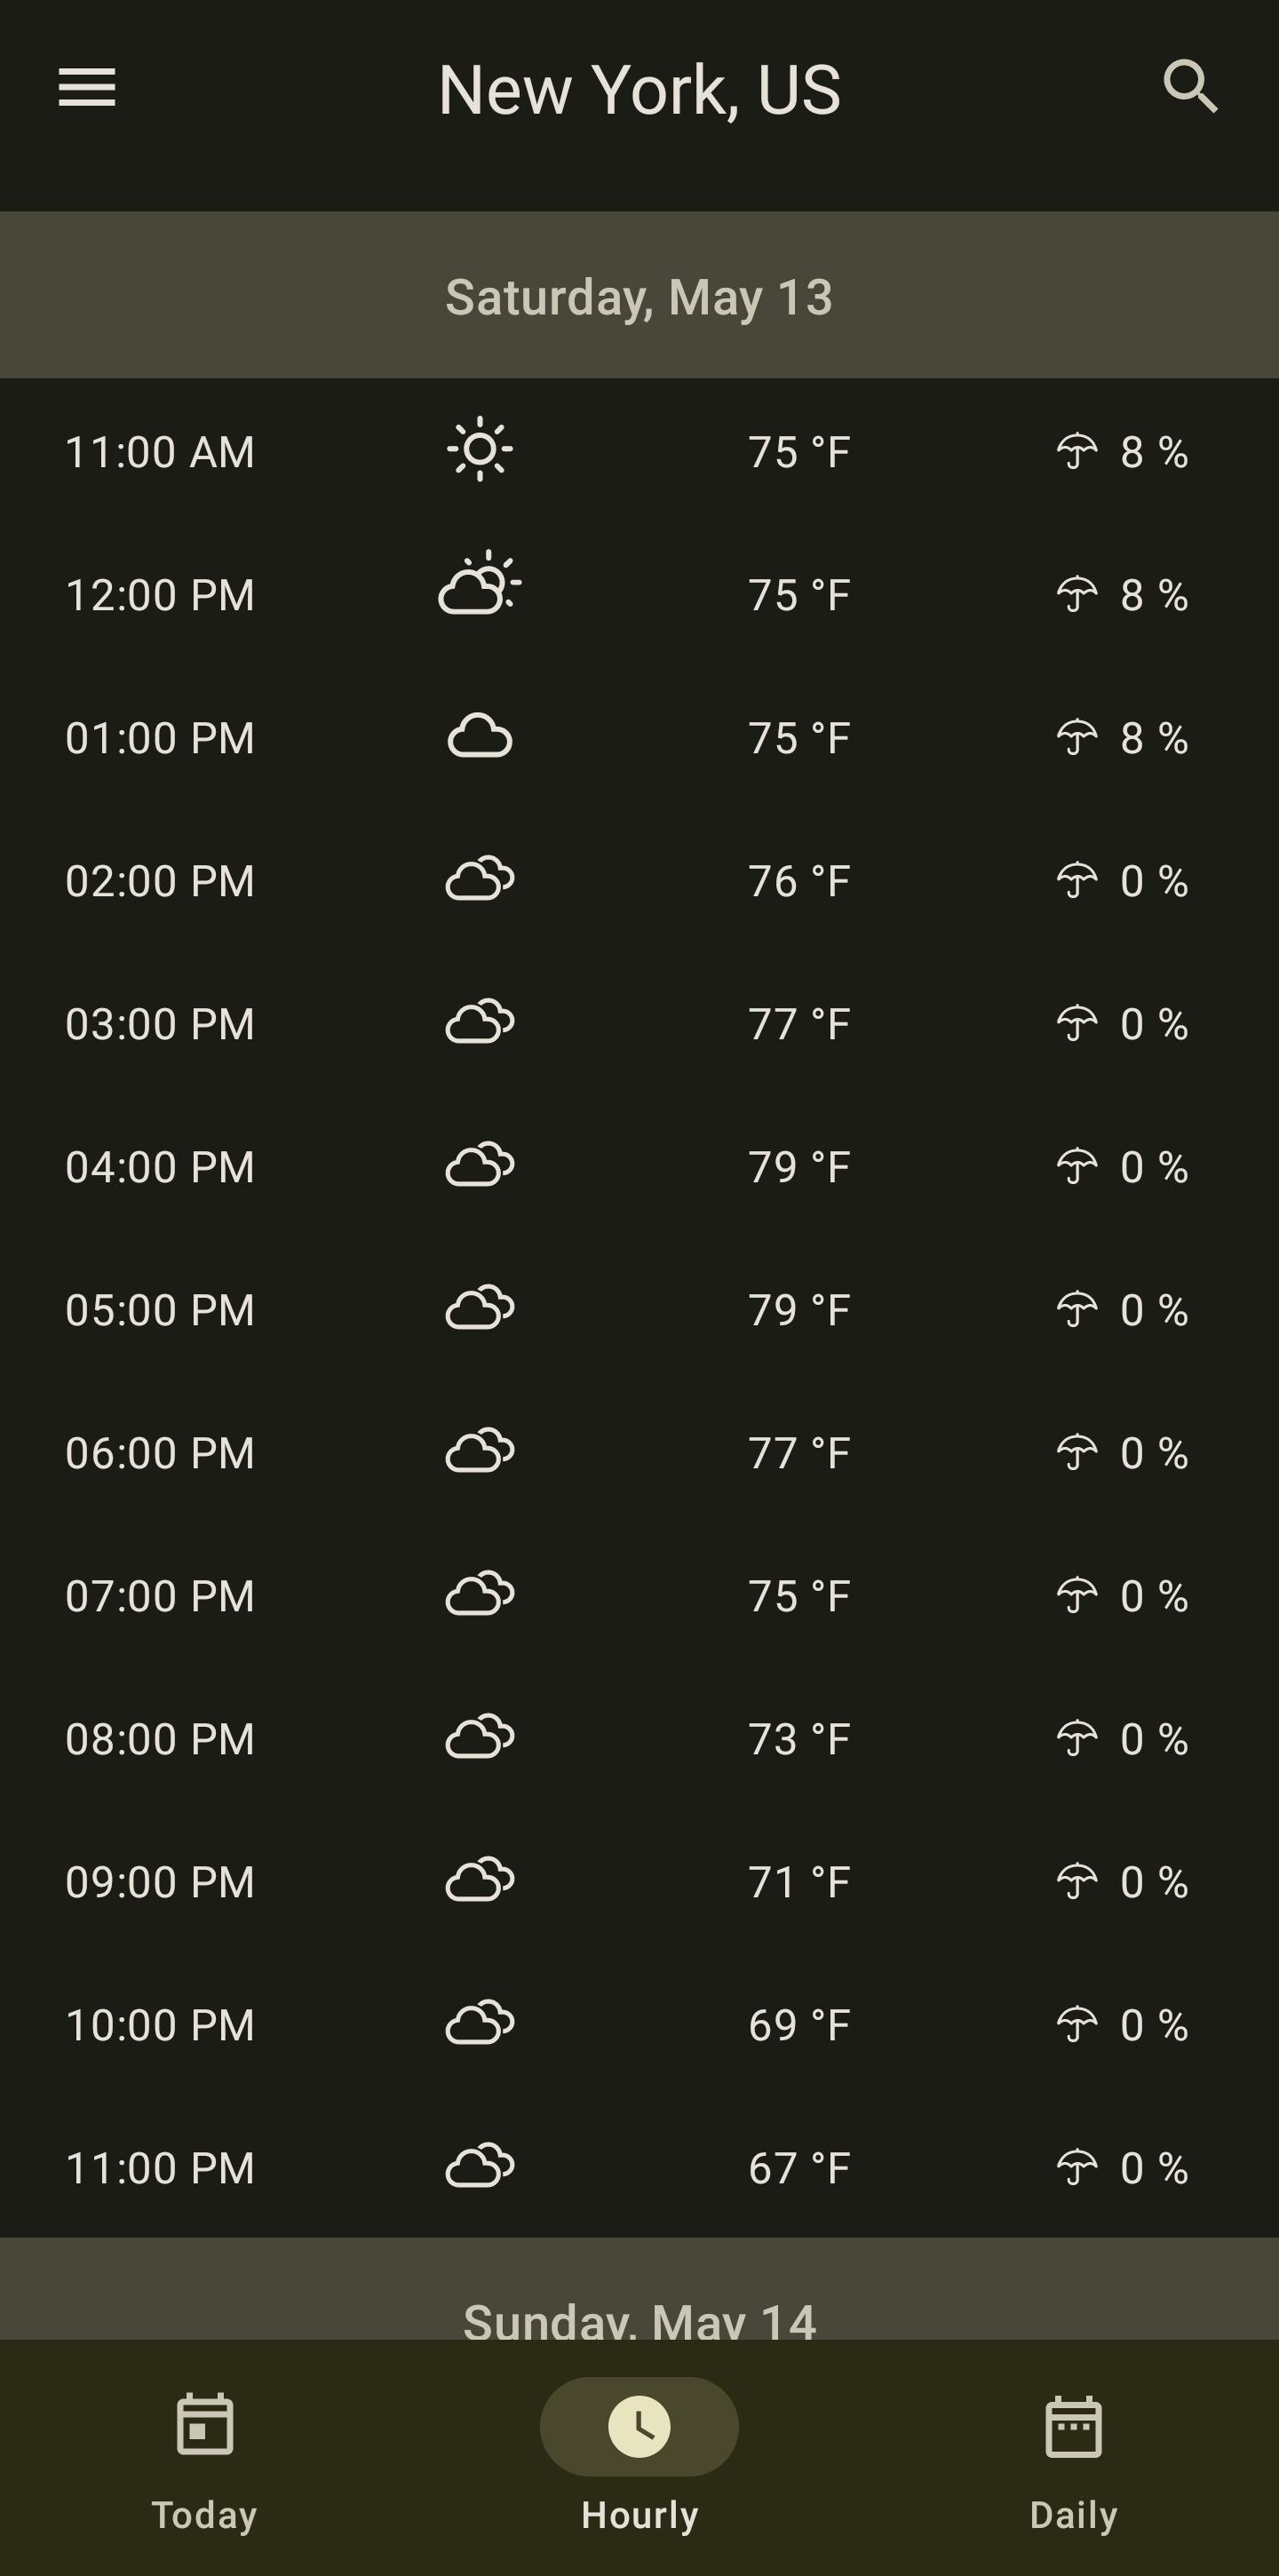 New York, US
Saturday, May 13
11:00 AM 75 °F 8 %
12:00 PM 75 °F 8 %
01:00 PM 75 °F 8 %
02:00 PM 76 °F 0 %
03:00 PM 77 °F 0 %
04:00 PM 79 °F 0 %
05:00 PM 79 °F 0 %
06:00 PM 77 °F 0 %
07:00 PM 75 °F 0 %
08:00 PM 73 °F 0 %
09:00 PM 71 °F 0 %
10:00 PM 69 °F 0 %
11:00 PM 67 °F 0 %
Sunday, May 14
Today Hourly Daily